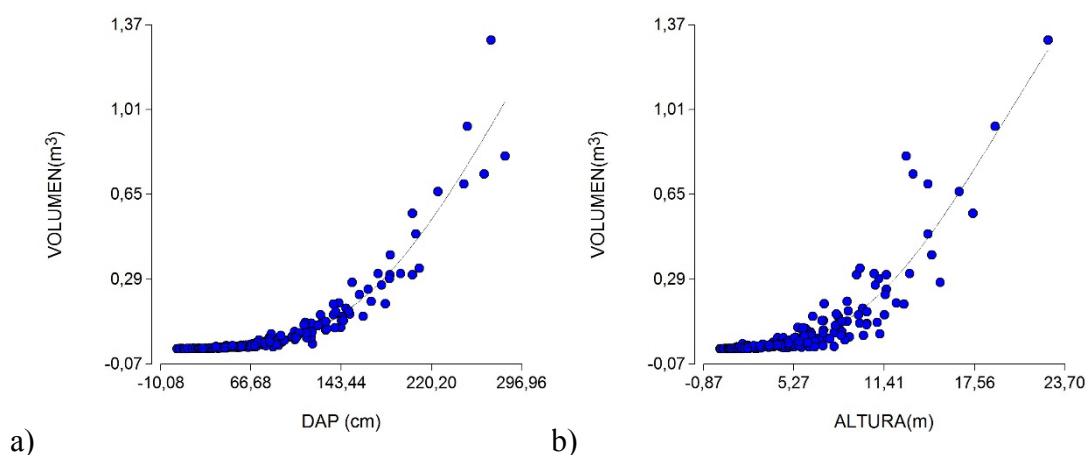 1,37
1,01
0,65
0,29
-0,07
VOLUMEN(m3)
-10,08 66,68 143,44 220,20 296,96
DAP (cm)
a)
1,37
1,01
0,65
0,29
-0,07
VOLUMEN(m3)
-0,87 5,27 11,41 17,56 23,70
ALTURA(m)
b)